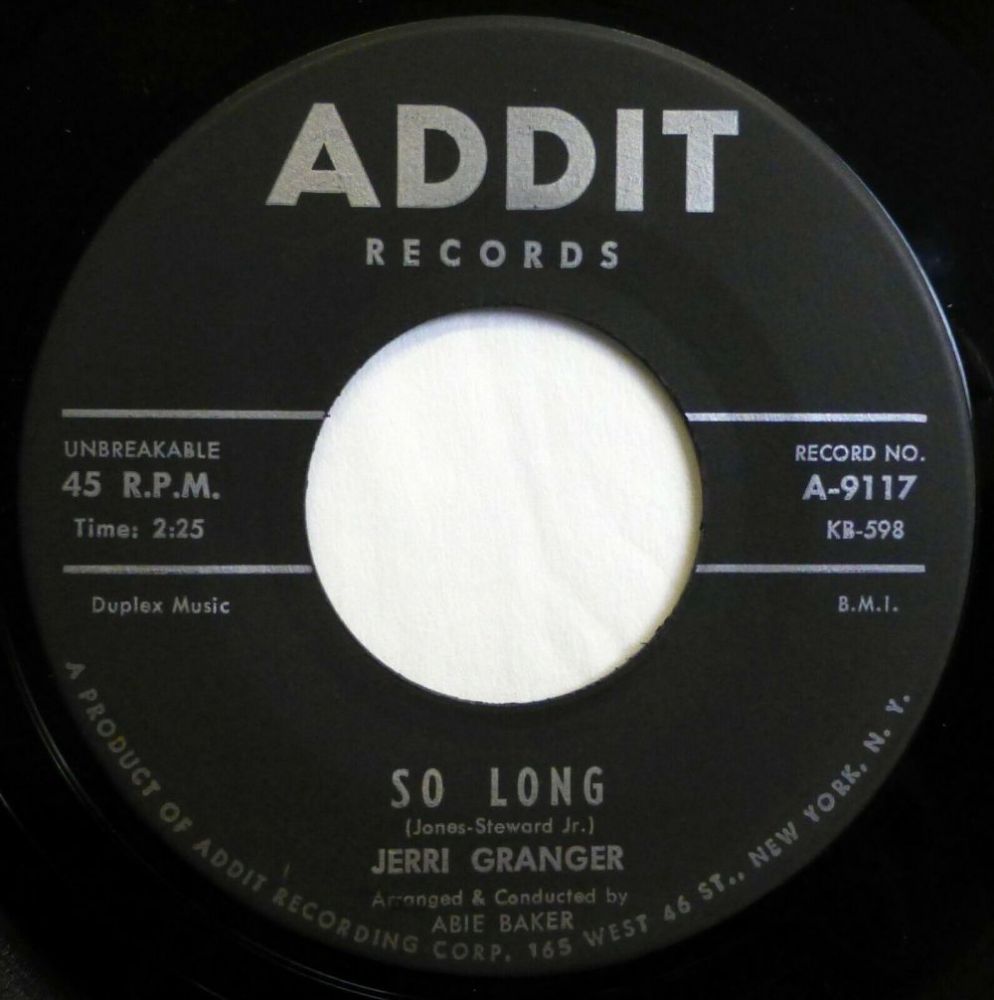 ADDIT
RECORDS
UNBREAKABLE
45 R.P.M.
Time: 2:25
RECORD NO.
A-9117
KB-598
Duplex Music
B.M.I.
SO LONG
(Jones-Steward Jr.)
JERRI GRANGER
Arranged & Conducted by
ABIE BAKER
A PRODUCT OF ADDIT RECORDING CORP. 165 WEST 46 ST., NEW YORK, N. Y.